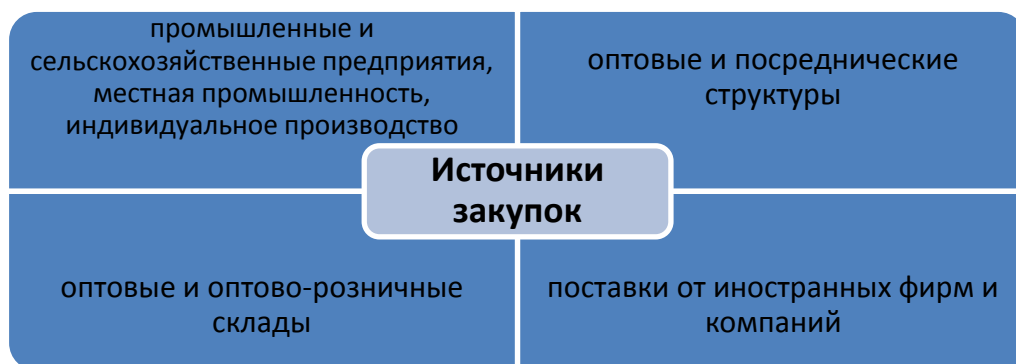 промышленные и
сельскохозяйственные предприятия,
местная промышленность,
индивидуальное производство
оптовые и посреднические
структуры
Источники
закупок
оптовые и оптово-розничные
склады
поставки от иностранных фирм и
компаний